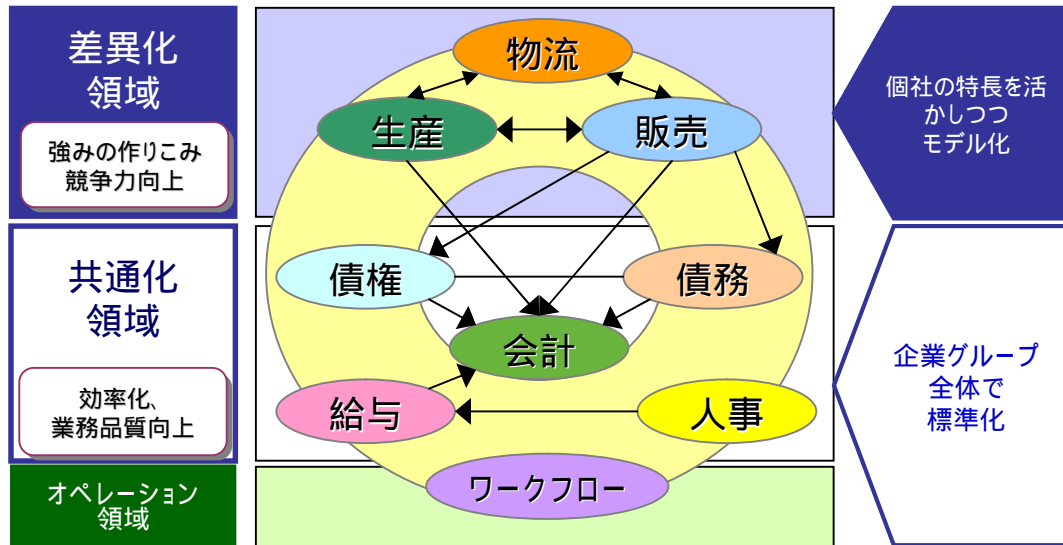 差異化
領域
強みの作りこみ
競争力向上
物流
生産
販売
個社の特長を活
かしつつ
モデル化
共通化
領域
効率化、
業務品質向上
債権
債務
会計
給与
人事
企業グループ
全体で
標準化
オペレーション
領域
ワークフロー